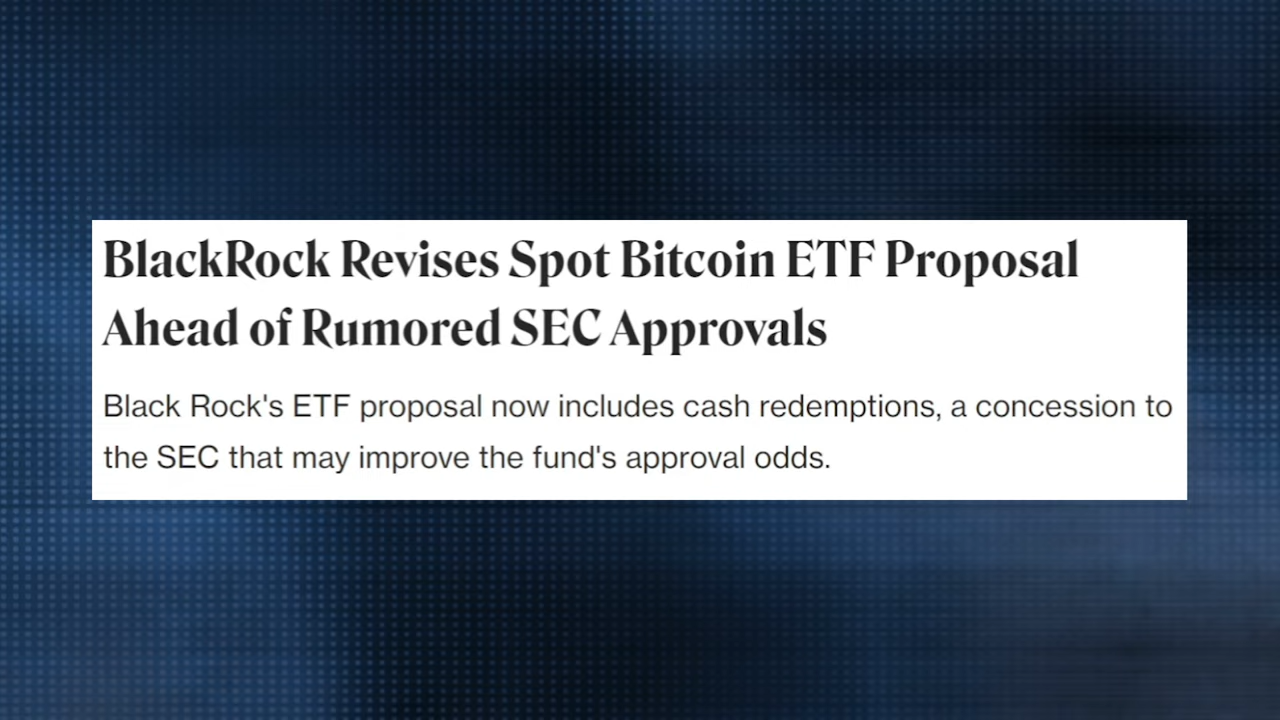 BlackRock Revises Spot Bitcoin ETF Proposal
Ahead of Rumored SEC Approvals
Black Rock's ETF proposal now includes cash redemptions, a concession to
the SEC that may improve the fund's approval odds.